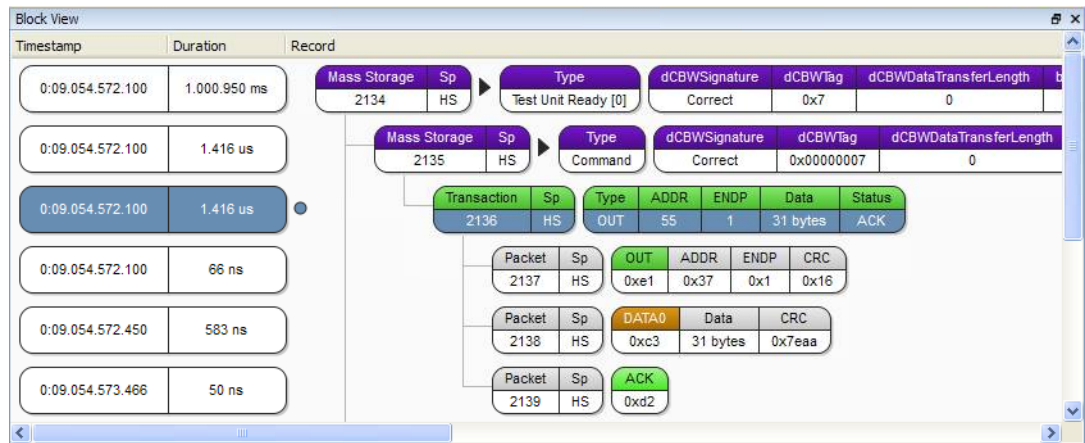 Block View
Timestamp Duration Record
Mass Storage Sp Type dCBWSignature dCBWTag dCBWDataTransferLength b
0:09.054.572.100 1.000.950 ms 2134 HS Test Unit Ready [0] Correct 0x7 0
Mass Storage Sp Type dCBWSignature dCBWTag dCBWDataTransferLength
0:09.054.572.100 1.416 us 2135 HS Command Correct 0x00000007 0
Transaction Sp Type ADDR ENDP Data Status
0:09.054.572.100 1.416 us 2136 HS OUT 55 1 31 bytes ACK
Packet Sp OUT ADDR ENDP CRC
0:09.054.572.100 66 ns 2137 HS 0xe1 0x37 0x1 0x16
Packet Sp DATA0 Data CRC
0:09.054.572.450 583 ns 2138 HS 0xc3 31 bytes 0x7eaa
Packet Sp ACK
0:09.054.573.466 50 ns 2139 HS 0xd2